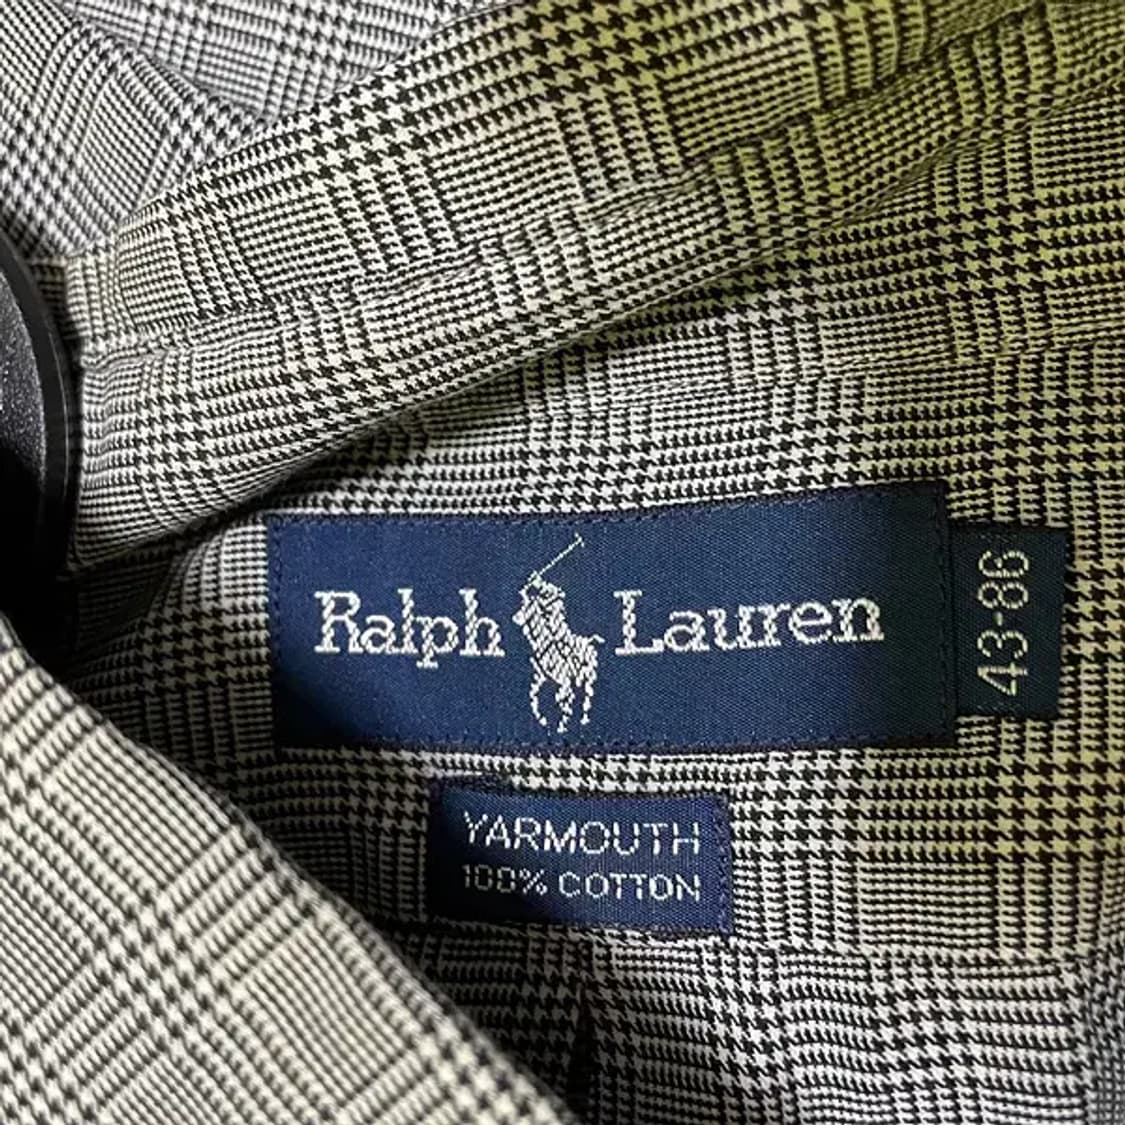 Ralph Lauren
43-86
YARMOUTH
100% COTTON